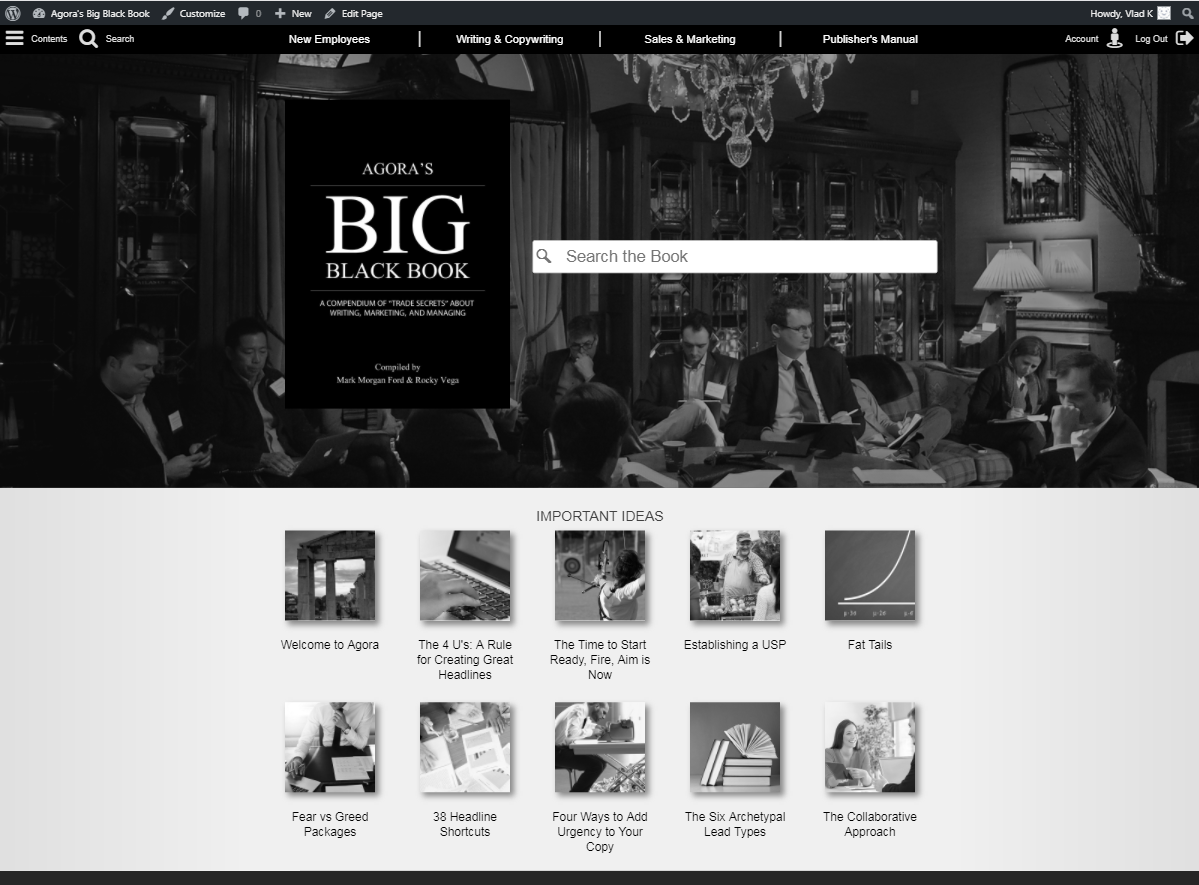 Agora's Big Black Book Customize 0 New Edit Page Howdy, Vlad K
Contents Search New Employees Writing & Copywriting Sales & Marketing Publisher's Manual Account Log Out
AGORA'S
BIG
BLACK BOOK
A COMPENDIUM OF "TRADE SECRETS" ABOUT
WRITING, MARKETING, AND MANAGING
Compiled by
Mark Morgan Ford & Rocky Vega
Search the Book
IMPORTANT IDEAS
Welcome to Agora
The 4 U's: A Rule
for Creating Great
Headlines
The Time to Start
Ready, Fire, Aim is
Now
Establishing a USP
Fat Tails
Fear vs Greed
Packages
38 Headline
Shortcuts
Four Ways to Add
Urgency to Your
Copy
The Six Archetypal
Lead Types
The Collaborative
Approach